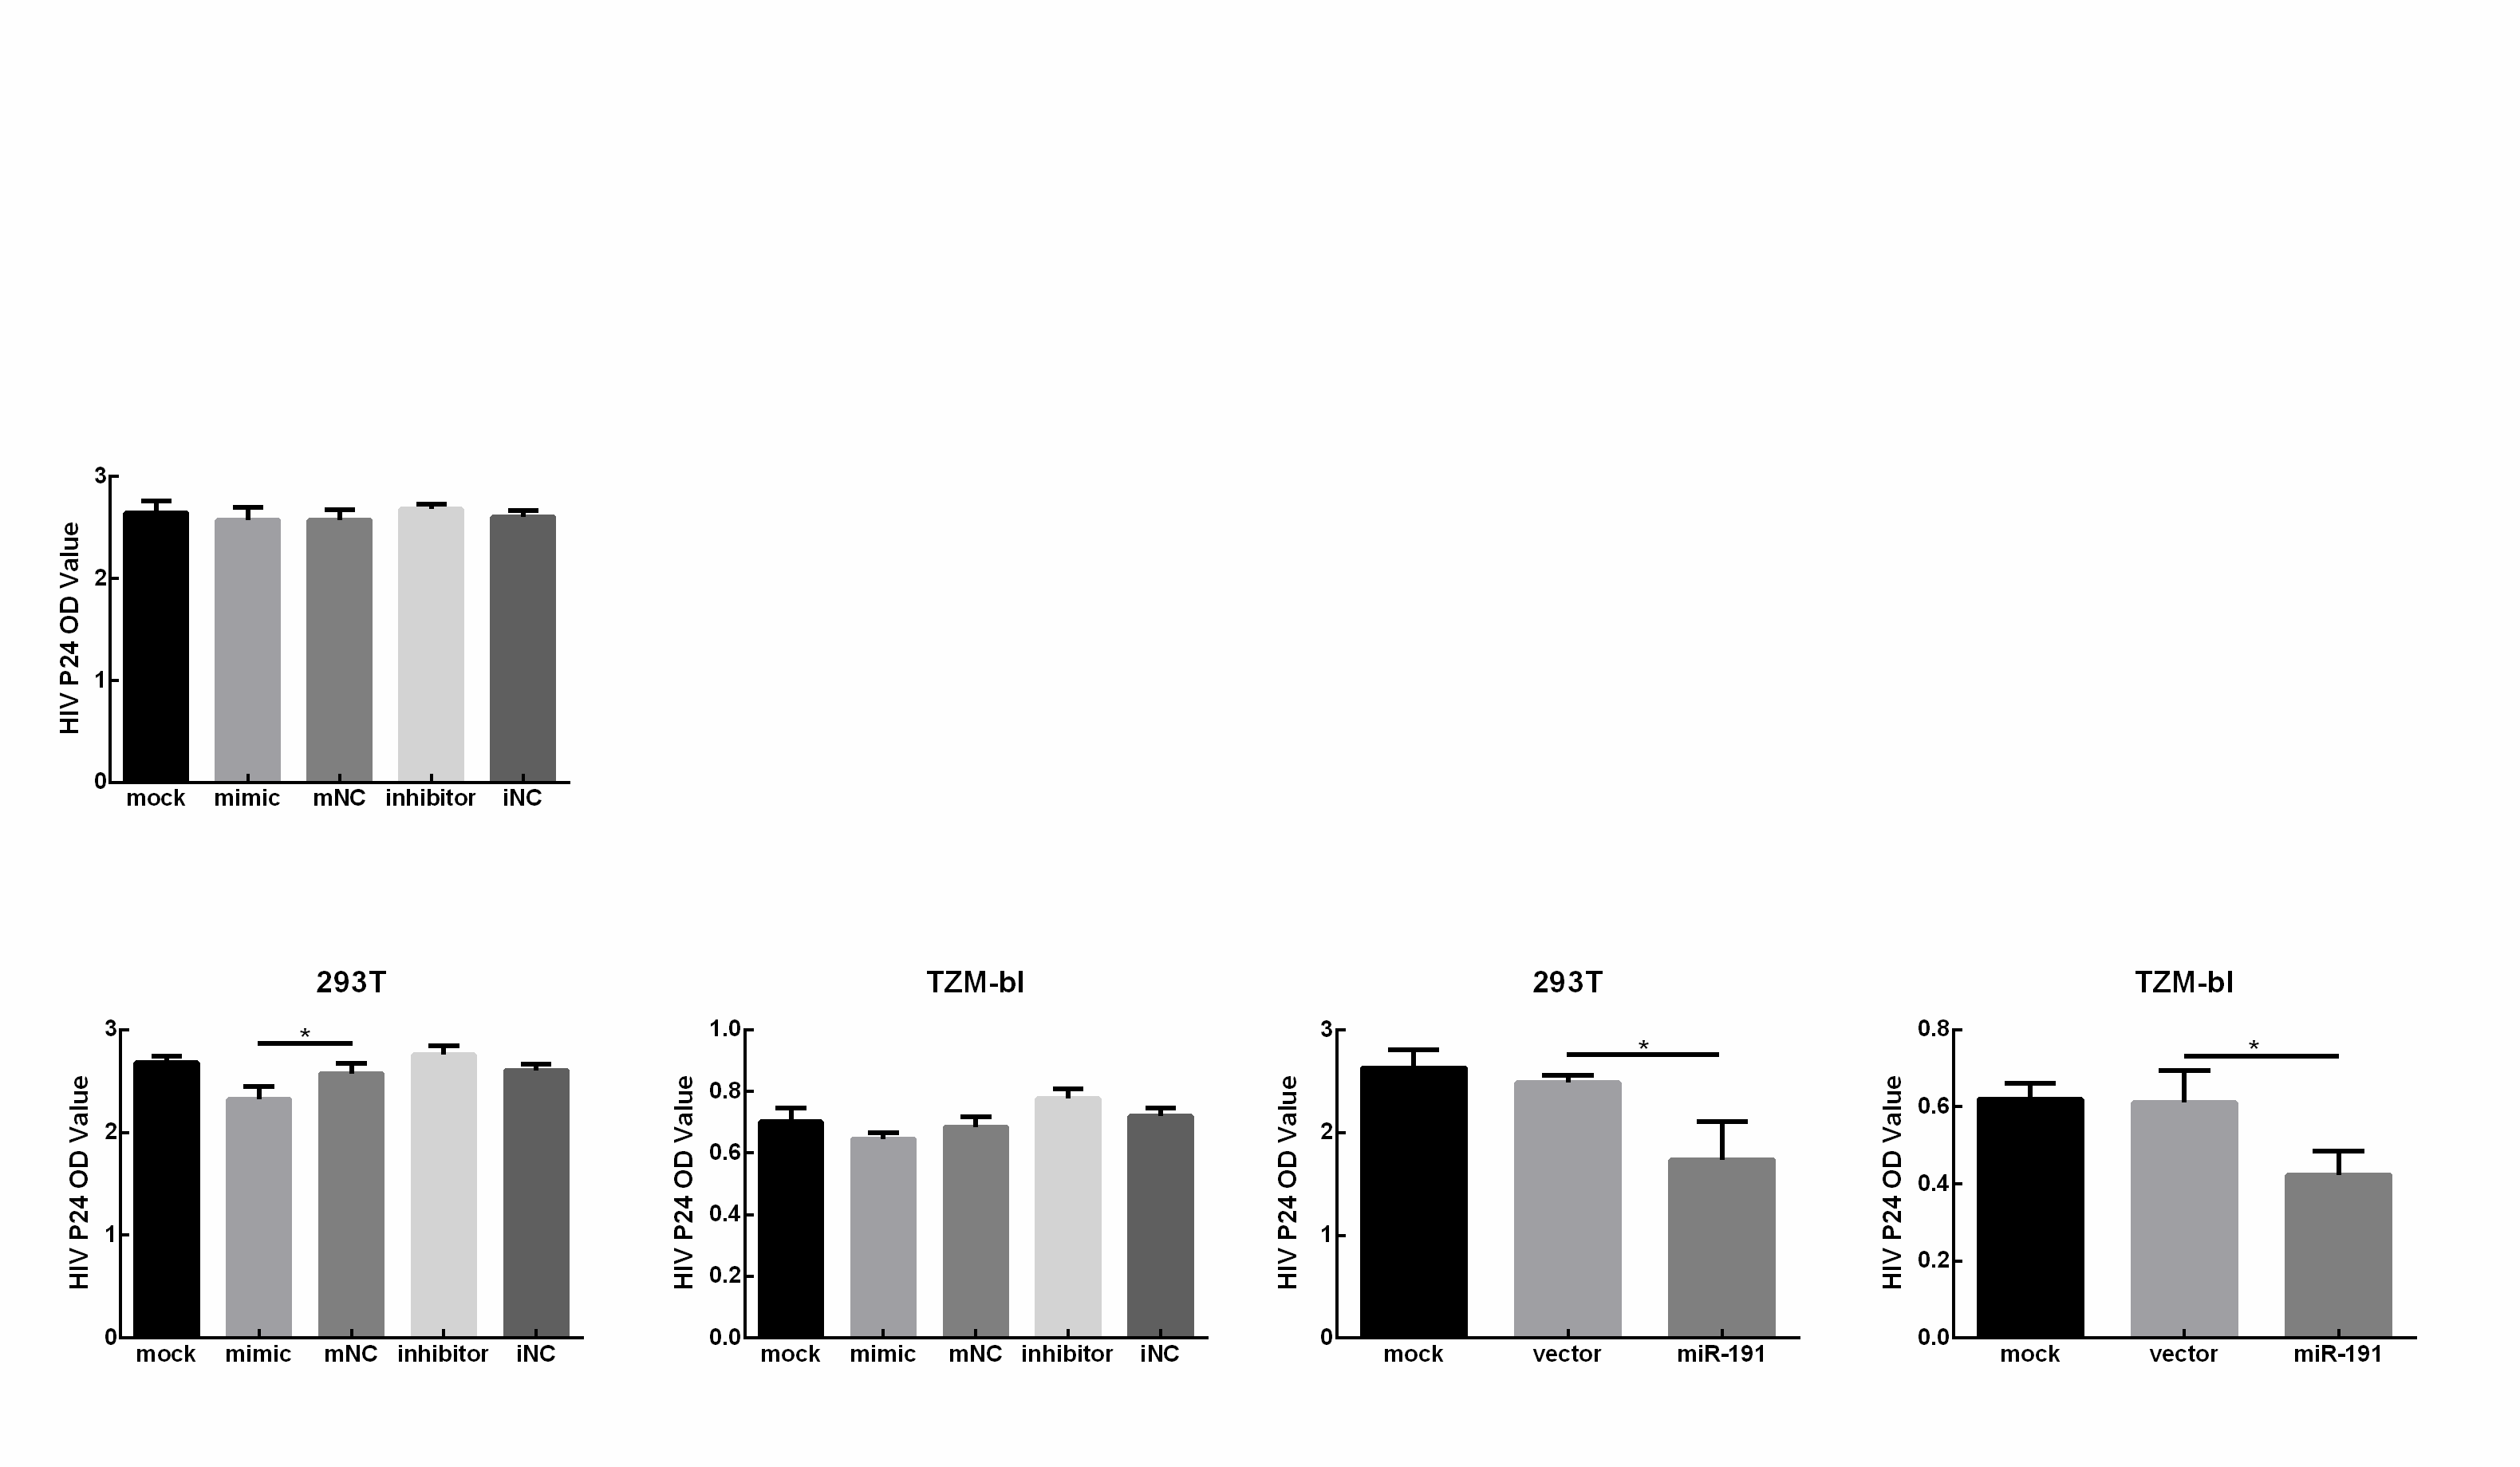 HIV P24 OD Value
3
2
1
0
mock mimic mNC inhibitor iNC
293T
HIV P24 OD Value
3
2
1
0
*
mock mimic mNC inhibitor iNC
TZM-bl
HIV P24 OD Value
1.0
0.8
0.6
0.4
0.2
0.0
mock mimic mNC inhibitor iNC
293T
HIV P24 OD Value
3
2
1
0
*
mock vector miR-191
TZM-bl
HIV P24 OD Value
0.8
0.6
0.4
0.2
0.0
*
mock vector miR-191